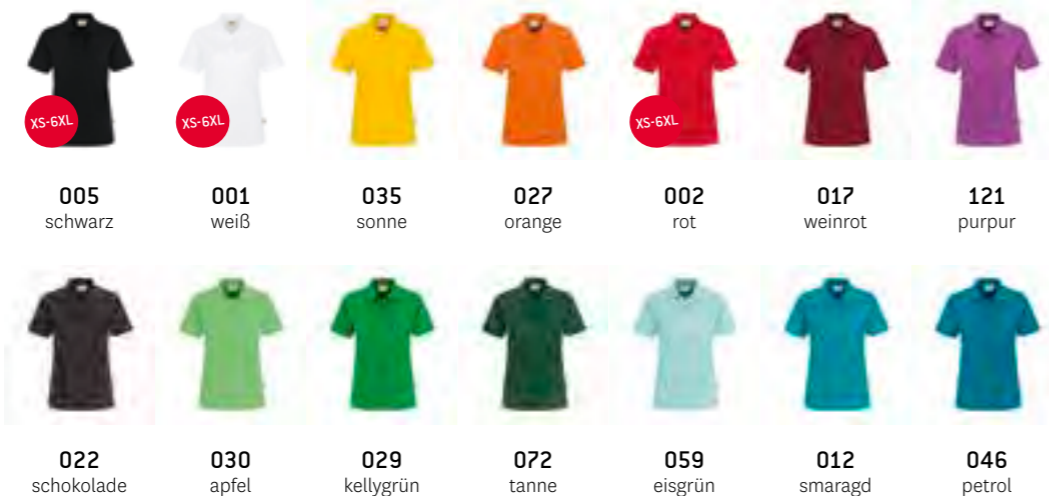 XS-6XL
XS-6XL
XS-6XL
005 001 035 027 002 017 121
schwarz weiß sonne orange rot weinrot purpur
022 030 029 072 059 012 046
schokolade apfel kellygrün tanne eisgrün smaragd petrol